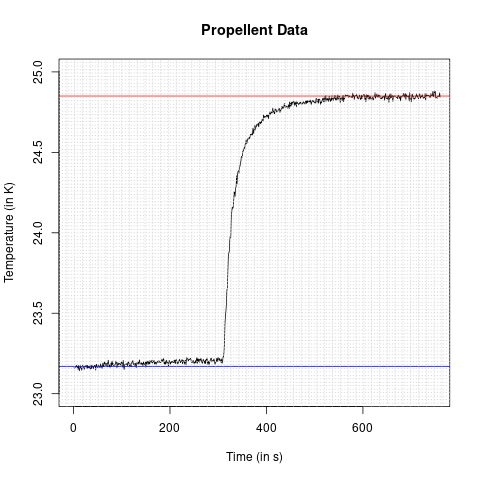 Propellent Data
25.0
24.5
24.0
23.5
23.0
Temperature (in K)
0 200 400 600
Time (in s)